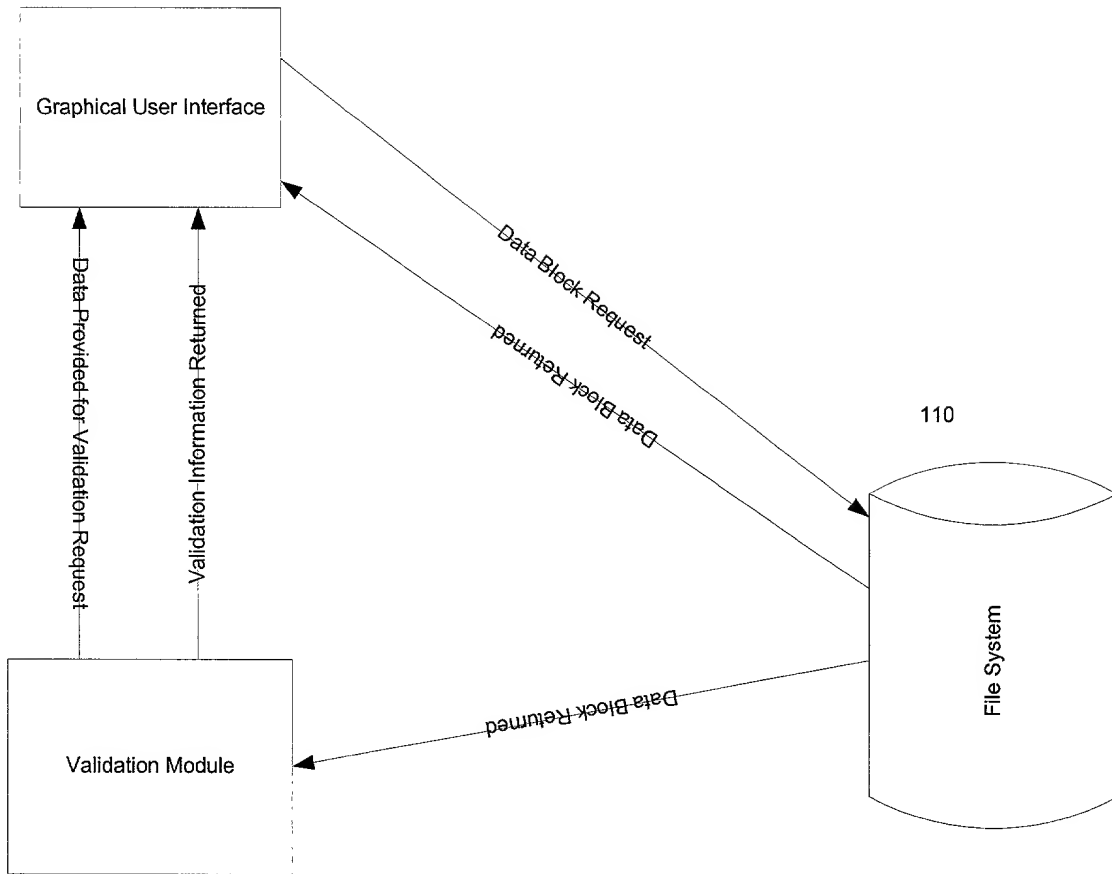 Graphical User Interface
Data Block Request
Data Block Returned
Data Provided for Validation Request
Validation Information Returned
110
File System
Data Block Returned
Validation Module